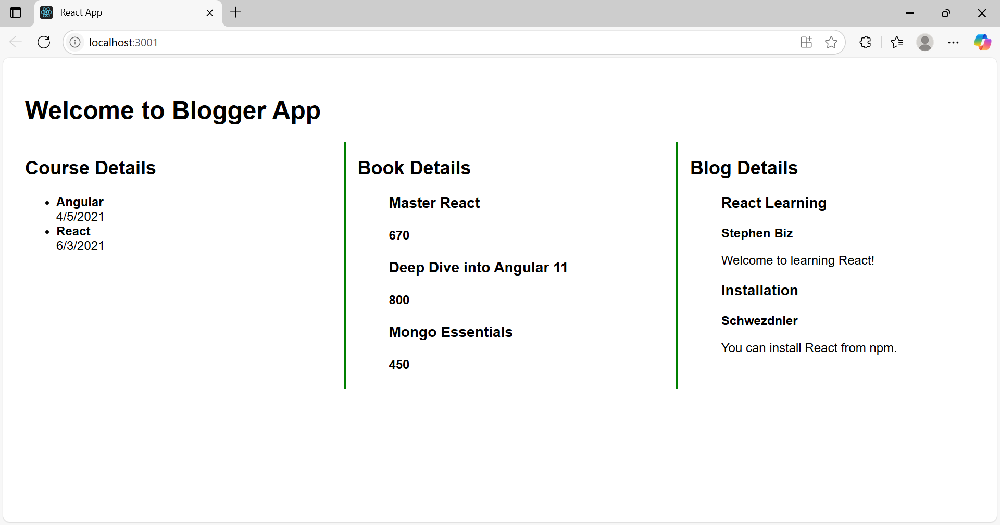 React App
localhost:3001
Welcome to Blogger App
Course Details
Angular
4/5/2021
React
6/3/2021
Book Details
Master React
670
Deep Dive into Angular 11
800
Mongo Essentials
450
Blog Details
React Learning
Stephen Biz
Welcome to learning React!
Installation
Schwezdnier
You can install React from npm.